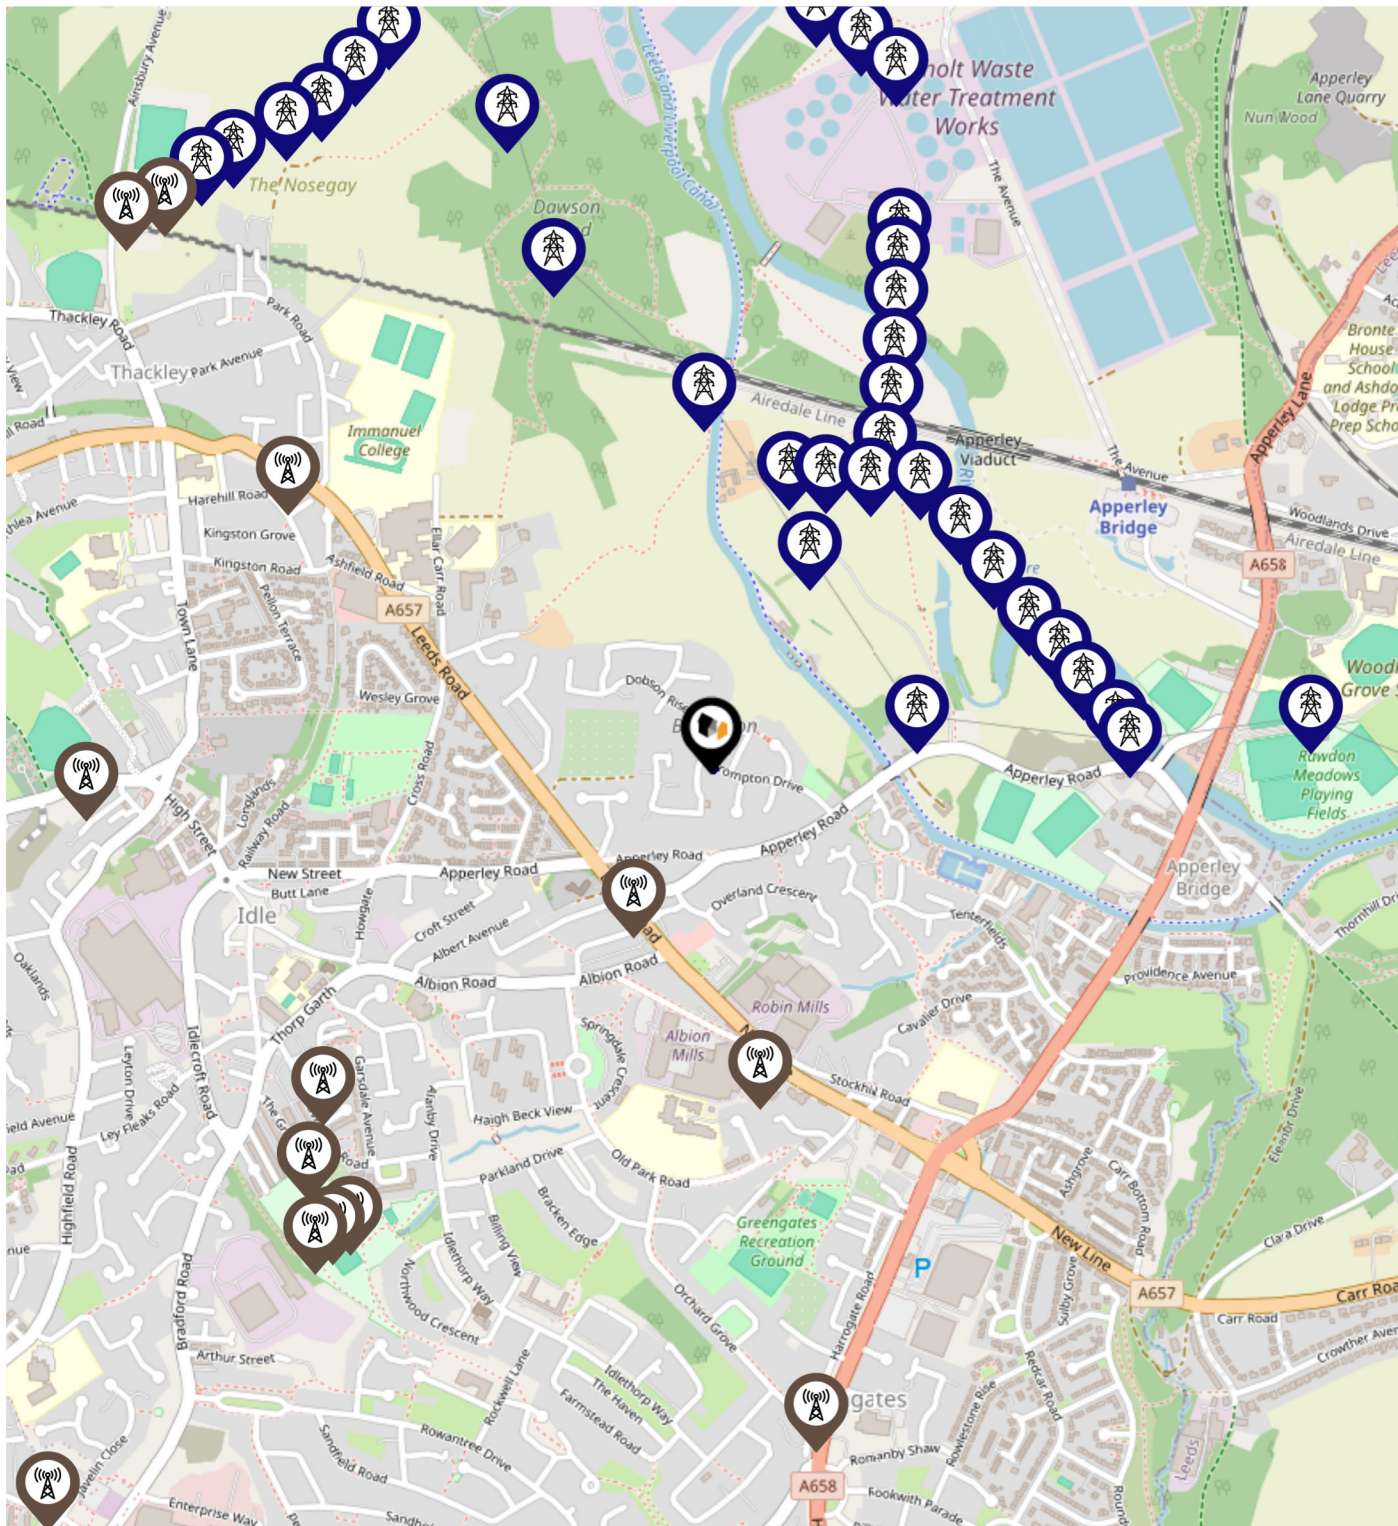 Ainsbury Avenue
The Nosegay
Dawson
Leeds and Liverpool Canal
Water Treatment
Works
The Avenue
Apperley
Lane Quarry
Nun Wood
Thackley Road
Park Road
Park Avenue
Thackley
Immanuel
College
Airedale Line
Apperley
Viaduct
The Avenue
Apperley
Bridge
Apperley Lane
Bronte
House
School
Woodlands Drive
Airedale Line
A658
Harehill Road
Kingston Grove
Kingston Road
Ashfield Road
Pellon Terrace
Town Lane
Ellar Carr Road
A657
Leeds Road
Wesley Grove
Dobson Rise
Apperley Road
Rawdon
Meadows
Playing
Fields
Cross Road
Longlands
Railway Road
High Street
New Street
Butt Lane
Apperley Road
Apperley Road
Apperley Road
Overland Crescent
Apperley
Bridge
Idle
Howgate
Croft Street
Albert Avenue
Albion Road
Albion Road
Tenterfields
Providence Avenue
Oaklands
Thorp Garth
Robin Mills
Albion
Mills
Cavalier Drive
Springdale Crescent
Stockhill Road
Idlecroft Road
Leyton Drive
Ley Fleaks Road
Garsdale Avenue
Haigh Beck View
Parkland Drive
Old Park Road
Ashgrove
Carr Bottom Road
Eleanor Drive
Clara Drive
Highfield Road
Bracken Edge
Billing View
Idlethorp Way
Northwood Crescent
Greengates
Recreation
Ground
P
New Line
A657
Carr Road
Crowther
Bradford Road
Harrogate Road
Sulby Grove
Orchard Grove
Arthur Street
Rockwell Lane
Idlethorp Way
The Haven
Farmstead Road
Redcar Road
Rowlestone Rise
Rowantree Drive
Sandfield Road
Javelin Close
Romanby Shaw
Leeds
A658
Rookwith Parade
Enterprise Way